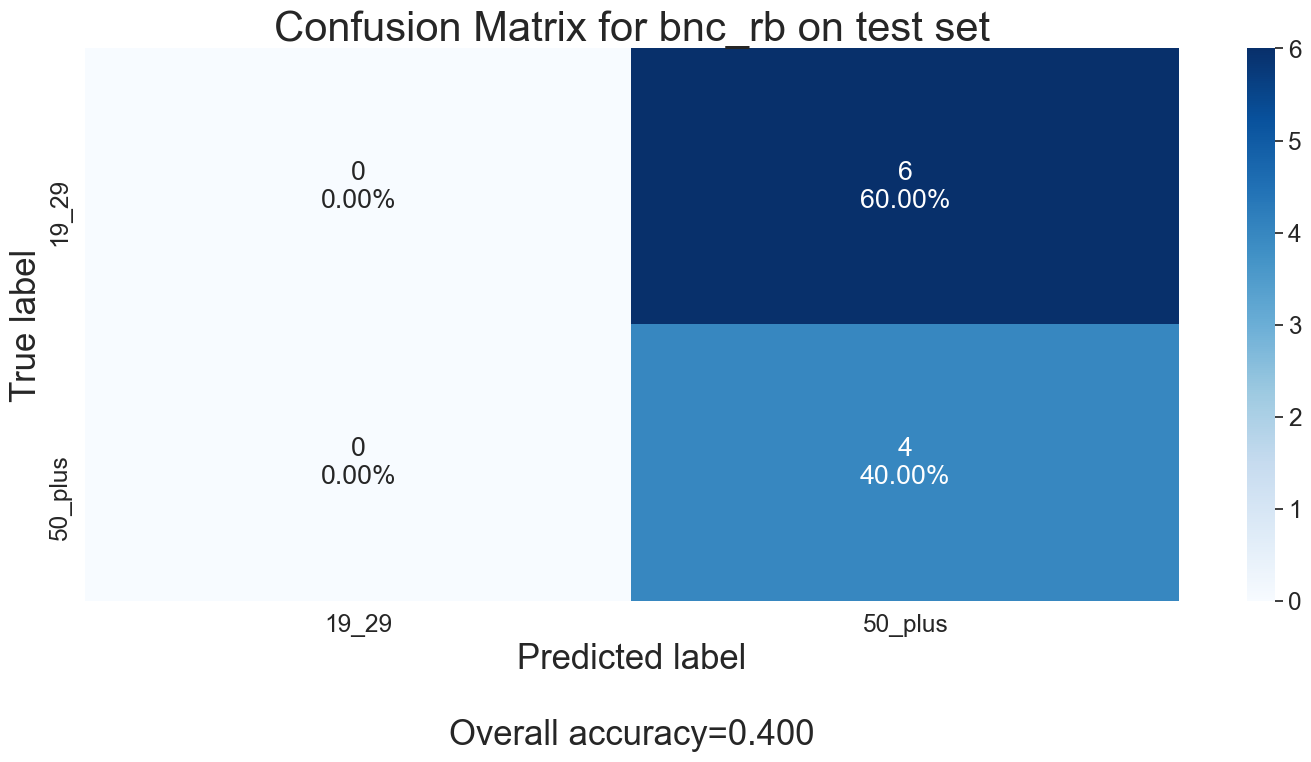 Confusion Matrix for bnc_rb on test set
True label
19_29
50_plus
0
0.00%
6
60.00%
0
0.00%
4
40.00%
6
5
4
3
2
1
0
19_29
50_plus
Predicted label
Overall accuracy=0.400